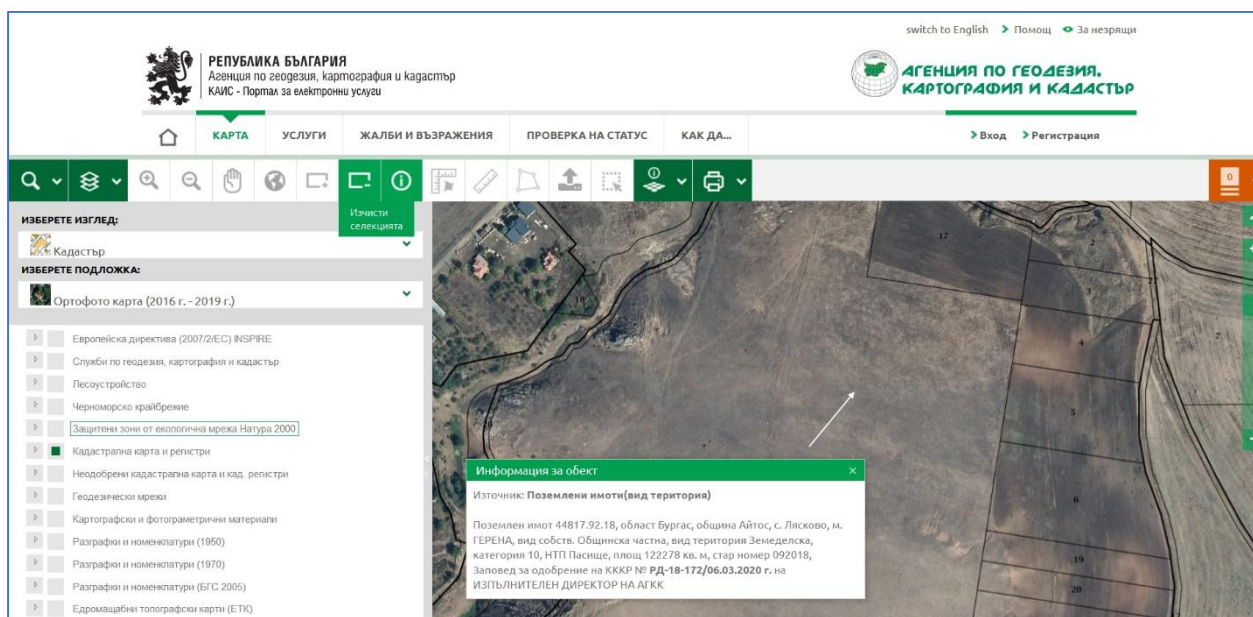 switch to English
Помощ
За незрящи
РЕПУБЛИКА БЪЛГАРИЯ
Агенция по геодезия, картография и кадастър
КАИС - Портал за електронни услуги
АГЕНЦИЯ ПО ГЕОДЕЗИЯ,
КАРТОГРАФИЯ И КАДАСТЪР
КАРТА УСЛУГИ ЖАЛБИ И ВЪЗРАЖЕНИЯ ПРОВЕРКА НА СТАТУС КАК ДА...
Вход Регистрация
0
Изчисти
селекцията
ИЗБЕРЕТЕ ИЗГЛЕД:
Кадастър
ИЗБЕРЕТЕ ПОДЛОЖКА:
Ортофото карта (2016 г. - 2019 г.)
Европейска директива (2007/2/ЕС) INSPIRE
Служби по геодезия, картография и кадастър
Лесоустройство
Черноморско крайбрежие
Защитени зони от екологична мрежа Натура 2000
Кадастрална карта и регистри
Неодобрени кадастрална карта и кад. регистри
Геодезически мрежи
Картографски и фотограметрични материали
Разграфки и номенклатури (1950)
Разграфки и номенклатури (1970)
Разграфки и номенклатури (БГС 2005)
Едромащабни топографски карти (ЕТК)
17
2
3
18
4
7
5
6
19
20
Информация за обект
Източник: Поземлени имоти(вид територия)
Поземлен имот 44817.92.18, област Бургас, община Айтос, с. Лясково, м.
ГЕРЕНА, вид собств. Общинска частна, вид територия Земеделска,
категория 10, НТП Пасище, площ 122278 кв. м, стар номер 092018,
Заповед за одобрение на КККР № РД-18-172/06.03.2020 г. на
ИЗПЪЛНИТЕЛЕН ДИРЕКТОР НА АГКК